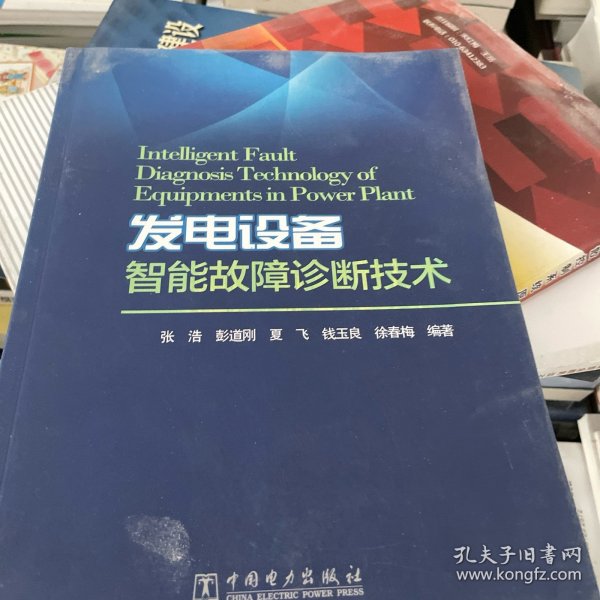 建设
Intelligent Fault
Diagnosis Technology of
Equipments in Power Plant
发电设备
智能故障诊断技术
张 浩 彭道刚 夏 飞 钱玉良 徐春梅 编著
中国电力出版社
CHINA ELECTRIC POWER PRESS
孔夫子旧书网
www.kongfz.com